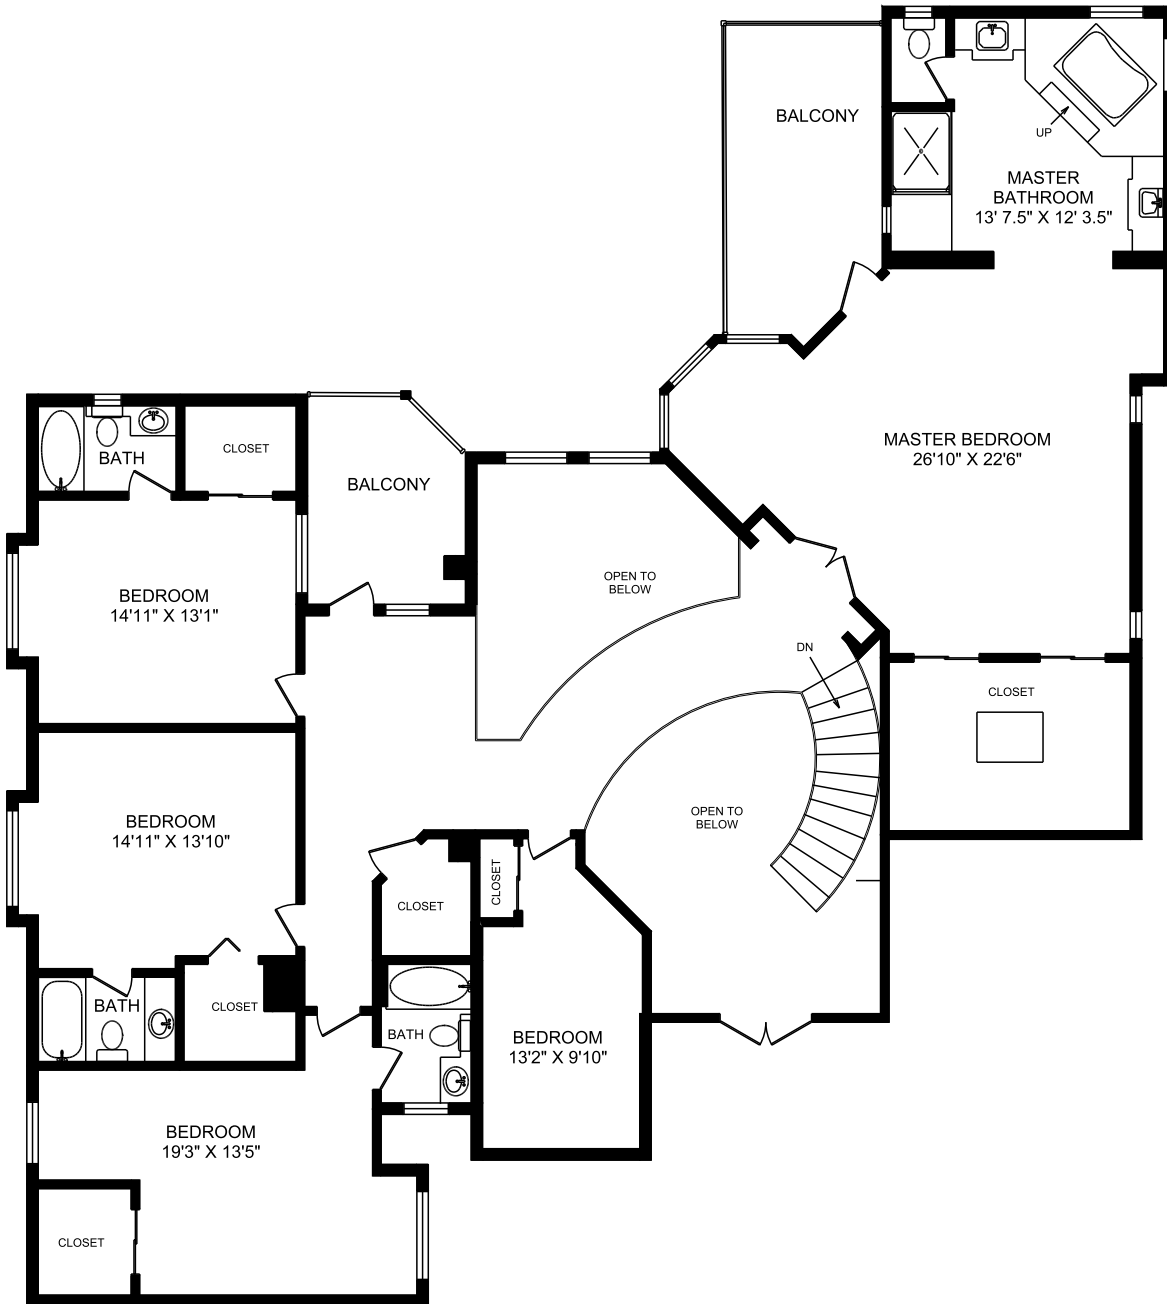 BALCONY
UP
MASTER
BATHROOM
13' 7.5" X 12' 3.5"
MASTER BEDROOM
26'10" X 22'6"
CLOSET
BATH
BALCONY
OPEN TO
BELOW
BEDROOM
14'11" X 13'1"
DN
CLOSET
BEDROOM
14'11" X 13'10"
OPEN TO
BELOW
CLOSET
CLOSET
BATH
CLOSET
BATH
BEDROOM
13'2" X 9'10"
BEDROOM
19'3" X 13'5"
CLOSET